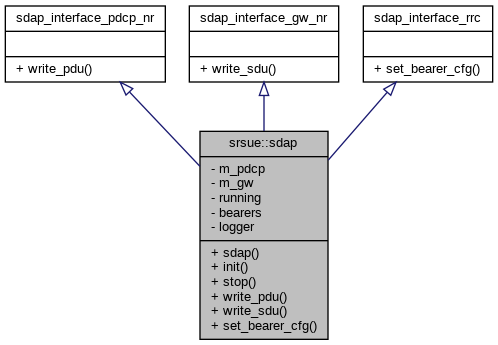 sdap_interface_pdcp_nr
+ write_pdu()
sdap_interface_gw_nr
+ write_sdu()
sdap_interface_rrc
+ set_bearer_cfg()
srsue::sdap
- m_pdcp
- m_gw
- running
- bearers
- logger
+ sdap()
+ init()
+ stop()
+ write_pdu()
+ write_sdu()
+ set_bearer_cfg()